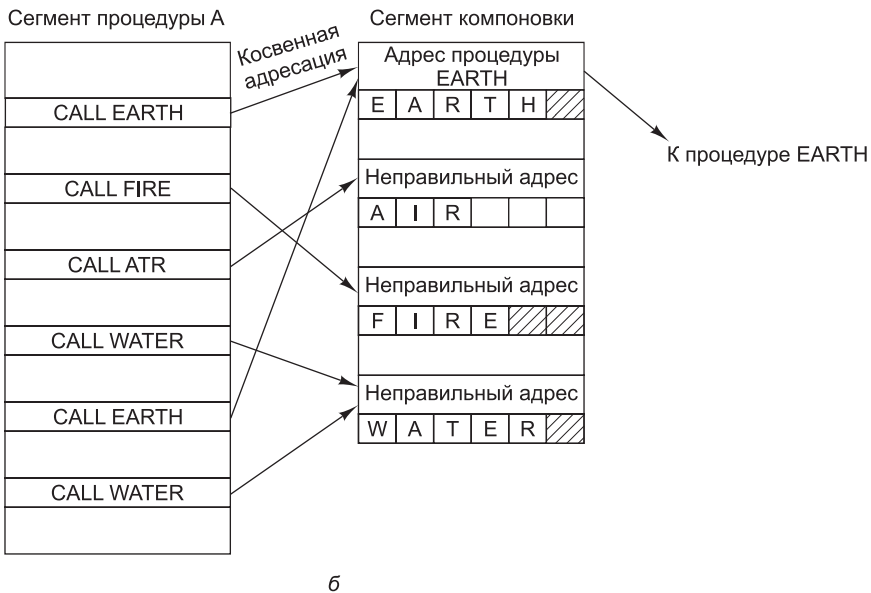 Сегмент процедуры А
Сегмент компоновки
Косвенная
адресация
CALL EARTH
CALL FIRE
CALL ATR
CALL WATER
CALL EARTH
CALL WATER
Адрес процедуры
EARTH
E A R T H
Неправильный адрес
A I R
Неправильный адрес
F I R E
Неправильный адрес
W A T E R
К процедуре EARTH
б